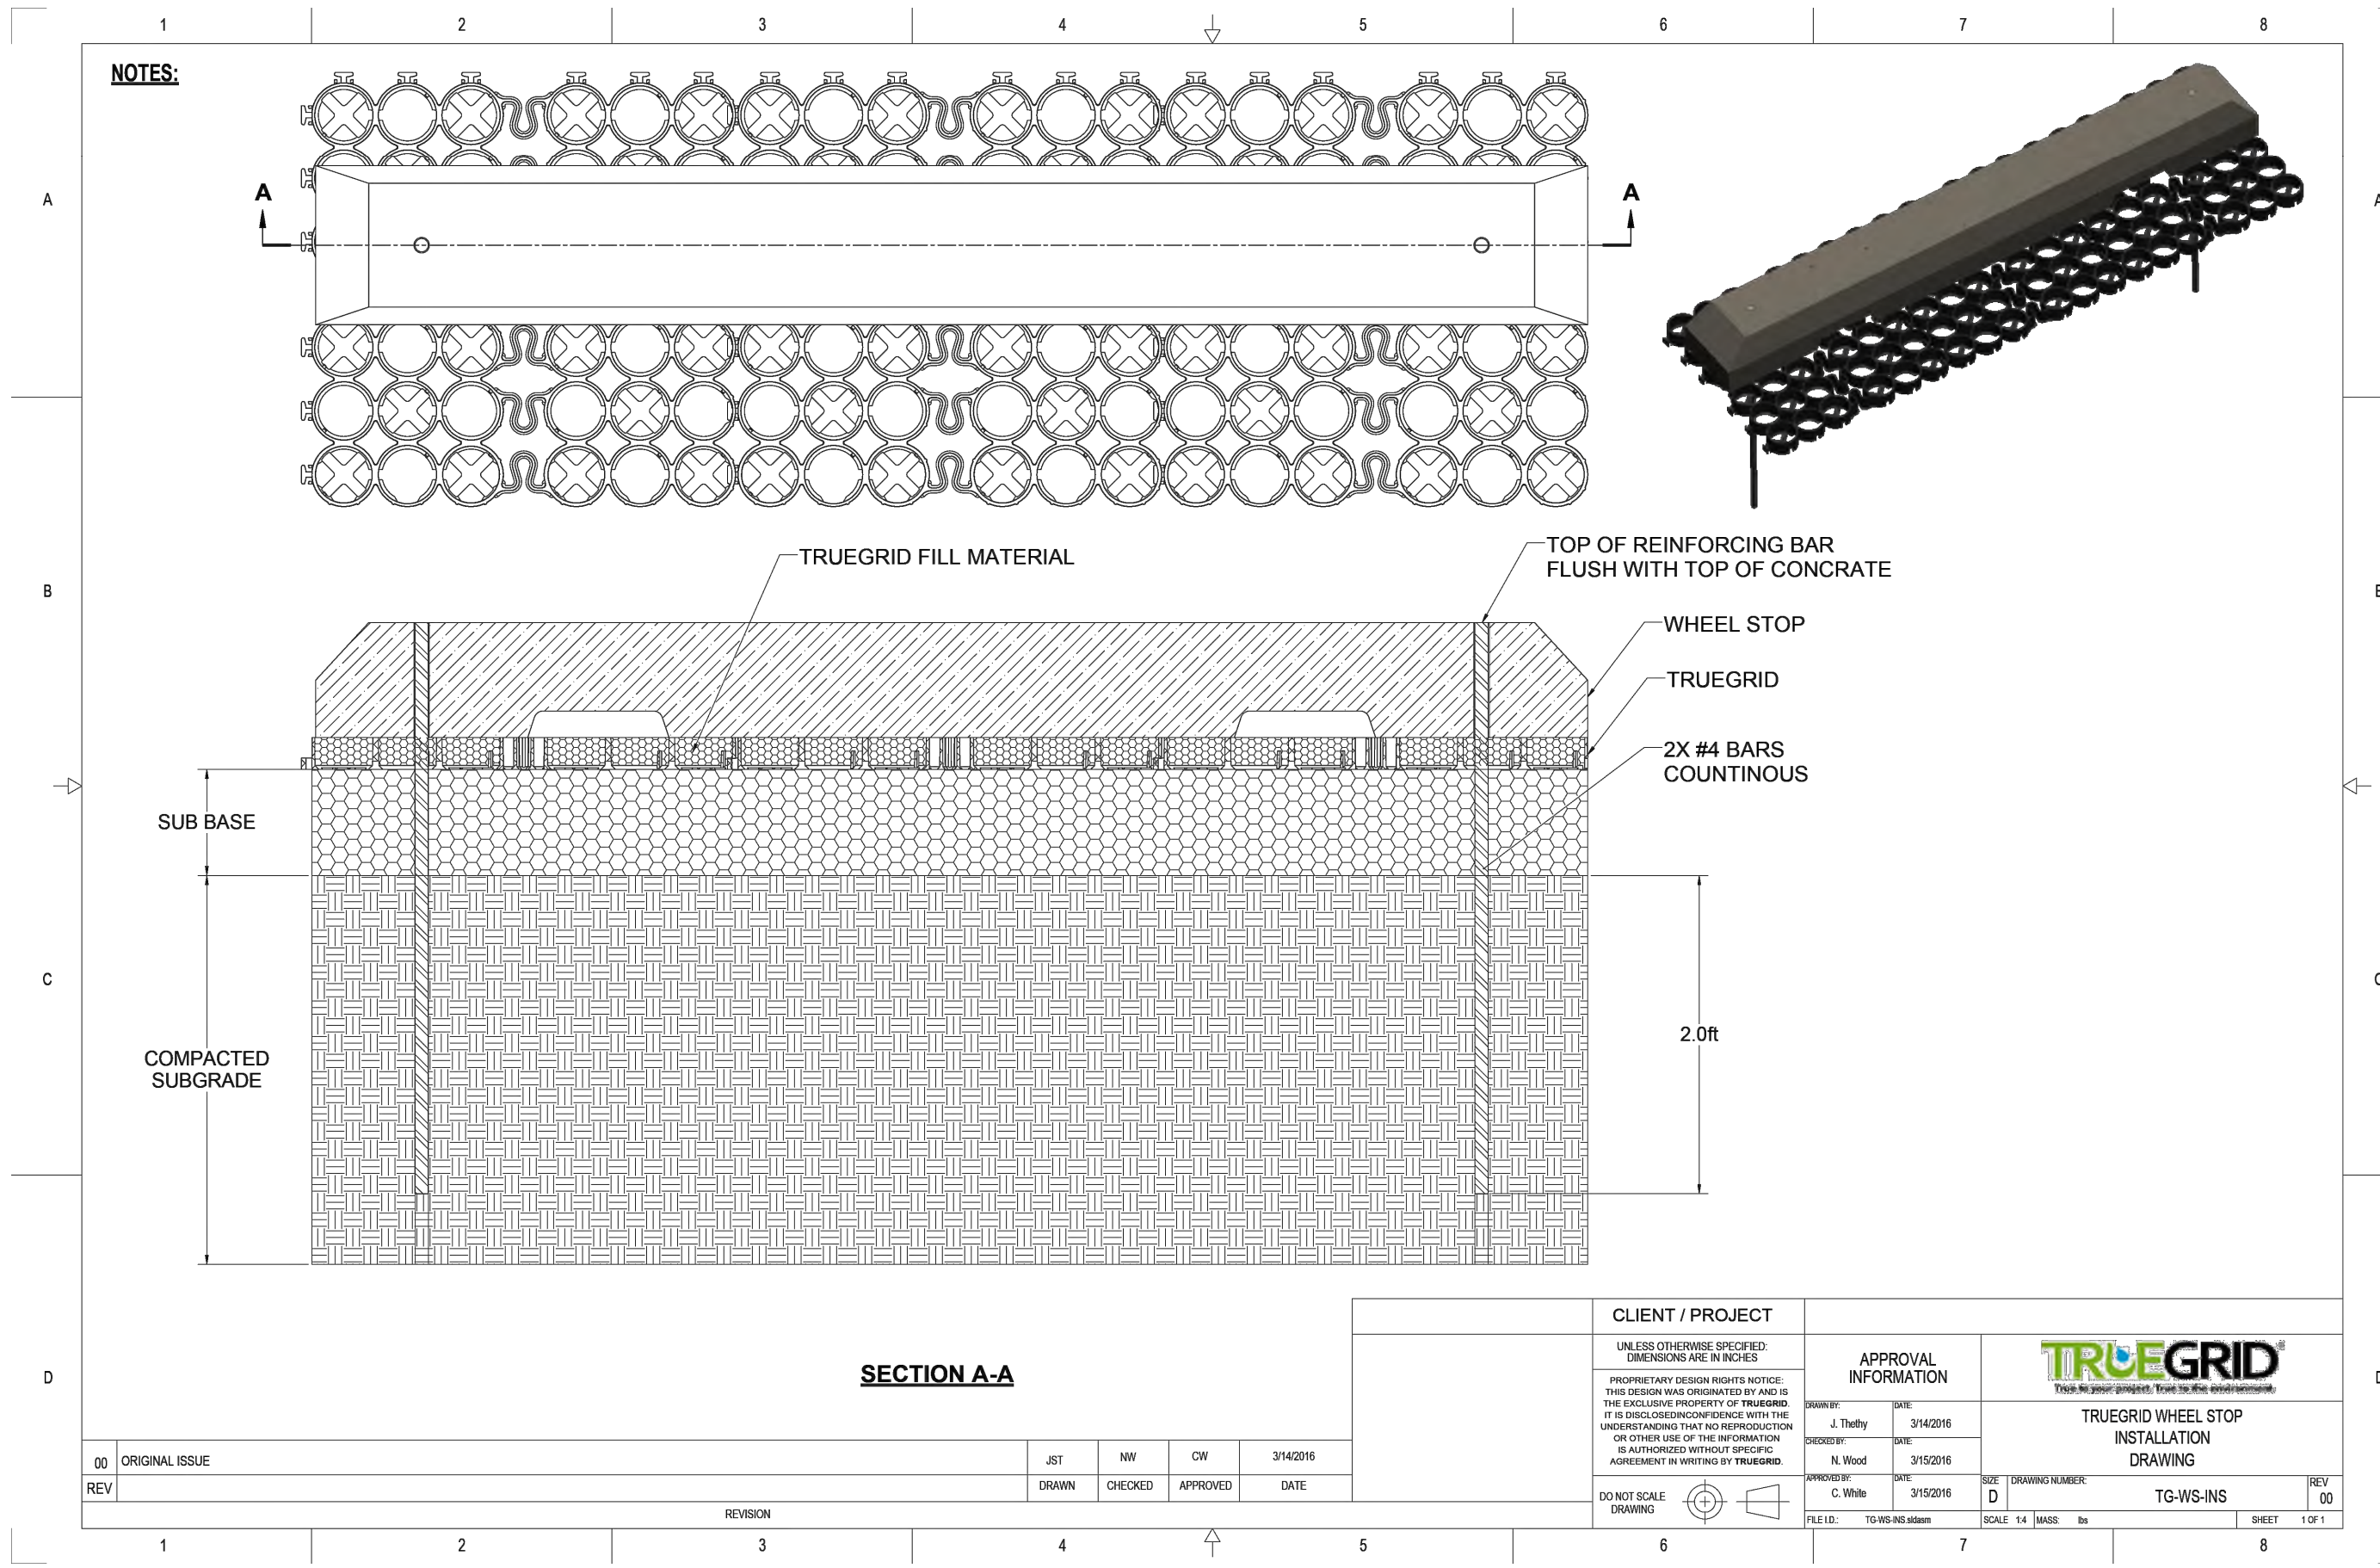 1 2 3 4 5 6 7 8
NOTES:
A
A
A
A
B
B
C
C
D
D
A A
TRUEGRID FILL MATERIAL
TOP OF REINFORCING BAR
FLUSH WITH TOP OF CONCRATE
WHEEL STOP
TRUEGRID
2X #4 BARS
COUNTINOUS
SUB BASE
COMPACTED
SUBGRADE
2.0ft
SECTION A-A
CLIENT / PROJECT
UNLESS OTHERWISE SPECIFIED:
DIMENSIONS ARE IN INCHES
PROPRIETARY DESIGN RIGHTS NOTICE:
THIS DESIGN WAS ORIGINATED BY AND IS
THE EXCLUSIVE PROPERTY OF TRUEGRID.
IT IS DISCLOSEDINCONFIDENCE WITH THE
UNDERSTANDING THAT NO REPRODUCTION
OR OTHER USE OF THE INFORMATION
IS AUTHORIZED WITHOUT SPECIFIC
AGREEMENT IN WRITING BY TRUEGRID.
DO NOT SCALE
DRAWING
APPROVAL
INFORMATION
DRAWN BY: DATE:
J. Thethy 3/14/2016
CHECKED BY: DATE:
N. Wood 3/15/2016
APPROVED BY: DATE:
C. White 3/15/2016
FILE I.D.: TG-WS-INS.sldasm
TRUEGRID®
True to your project. True to the environment.
TRUEGRID WHEEL STOP
INSTALLATION
DRAWING
SIZE DRAWING NUMBER: REV
D TG-WS-INS 00
SCALE 1:4 MASS: lbs SHEET 1 OF 1
00 ORIGINAL ISSUE JST NW CW 3/14/2016
REV DRAWN CHECKED APPROVED DATE
REVISION
1 2 3 4 5 6 7 8